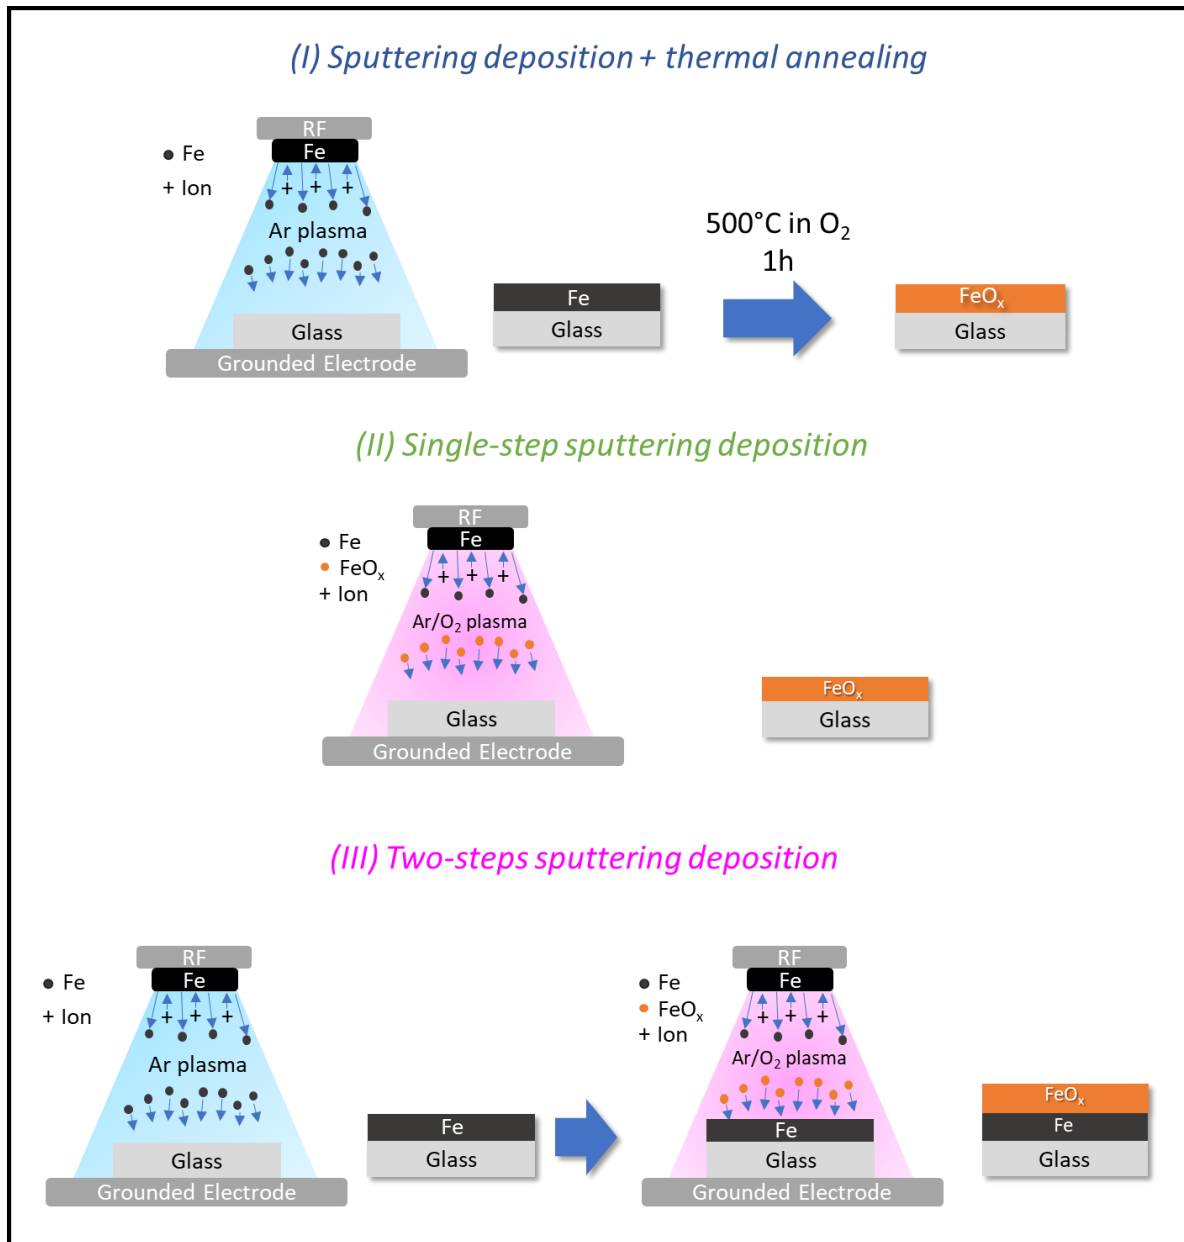 (I) Sputtering deposition + thermal annealing
RF
Fe
Fe
+ Ion
+ + +
Ar plasma
Glass
Grounded Electrode
Fe
Glass
500°C in O₂
1h
FeOₓ
Glass
(II) Single-step sputtering deposition
RF
Fe
Fe
FeOₓ
+ Ion
+ + +
Ar/O₂ plasma
Glass
Grounded Electrode
FeOₓ
Glass
(III) Two-steps sputtering deposition
RF
Fe
Fe
+ Ion
+ + +
Ar plasma
Glass
Grounded Electrode
Fe
Glass
RF
Fe
Fe
FeOₓ
+ Ion
+ + +
Ar/O₂ plasma
Fe
Glass
Grounded Electrode
FeOₓ
Fe
Glass